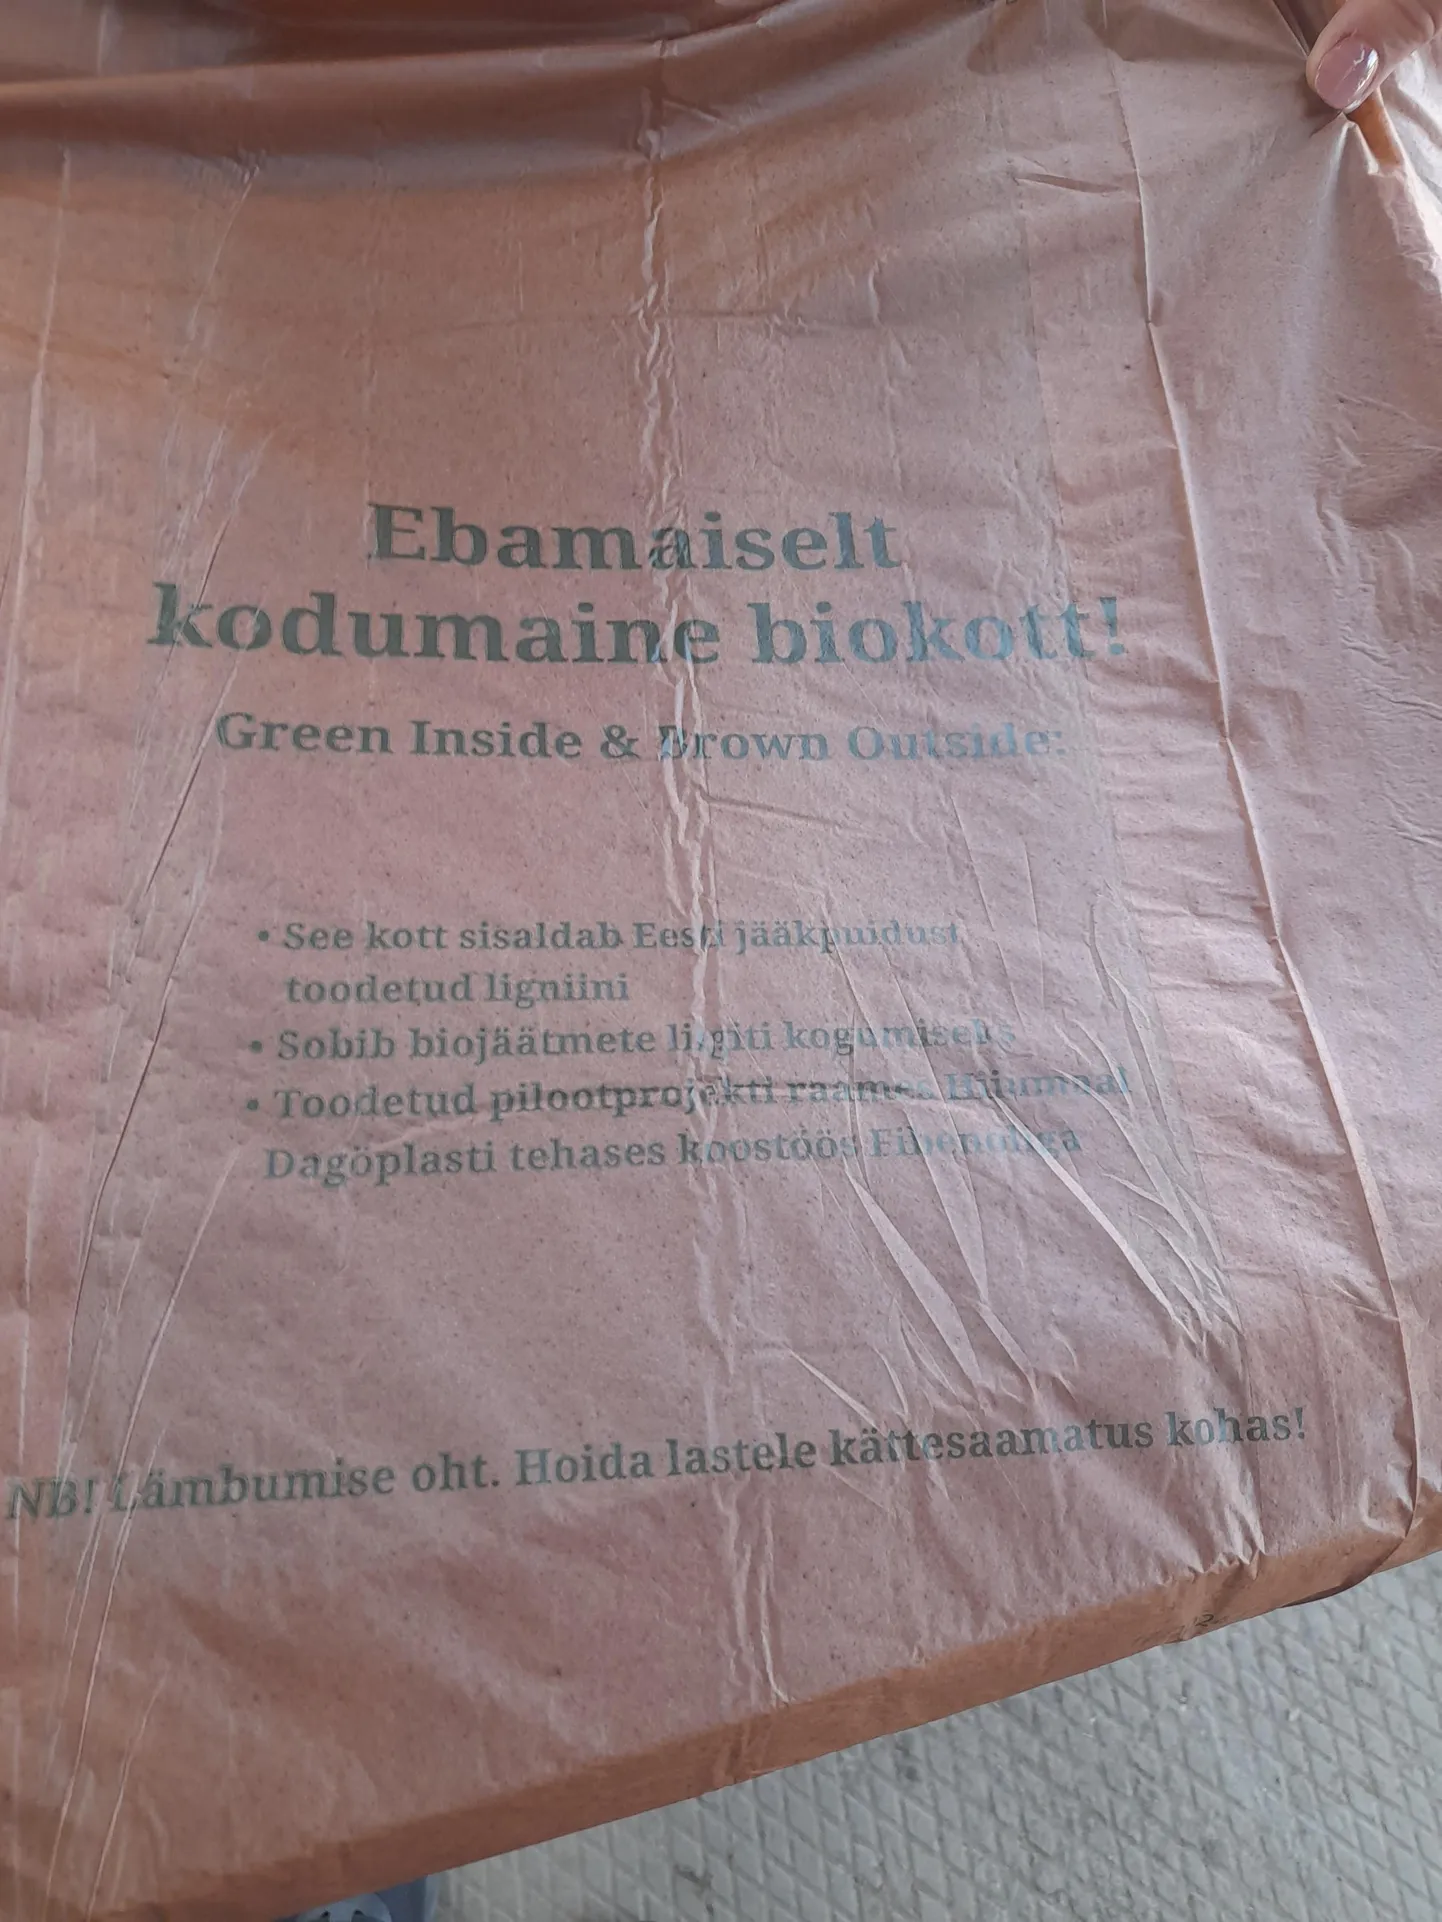 Ebamaiselt
kodumaine biokott!
Green Inside & Brown Outside:
• See kott sisaldab Eesti jääkpuidust
toodetud ligniini
• Sobib biojäätmete liigiti kogumiseks
• Toodetud pilootprojekti raames Hiiumaal
Dagöplasti tehases koostöös Fibenoliga
NB! Lämbumise oht. Hoida lastele kättesaamatus kohas!